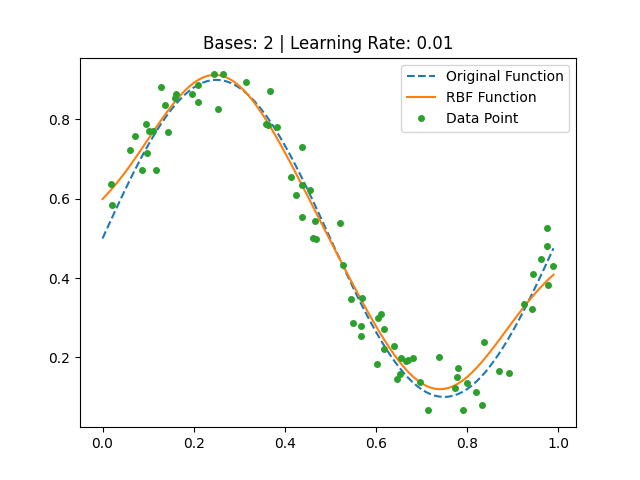 Bases: 2 | Learning Rate: 0.01
Original Function
RBF Function
Data Point
0.8
0.6
0.4
0.2
0.0 0.2 0.4 0.6 0.8 1.0